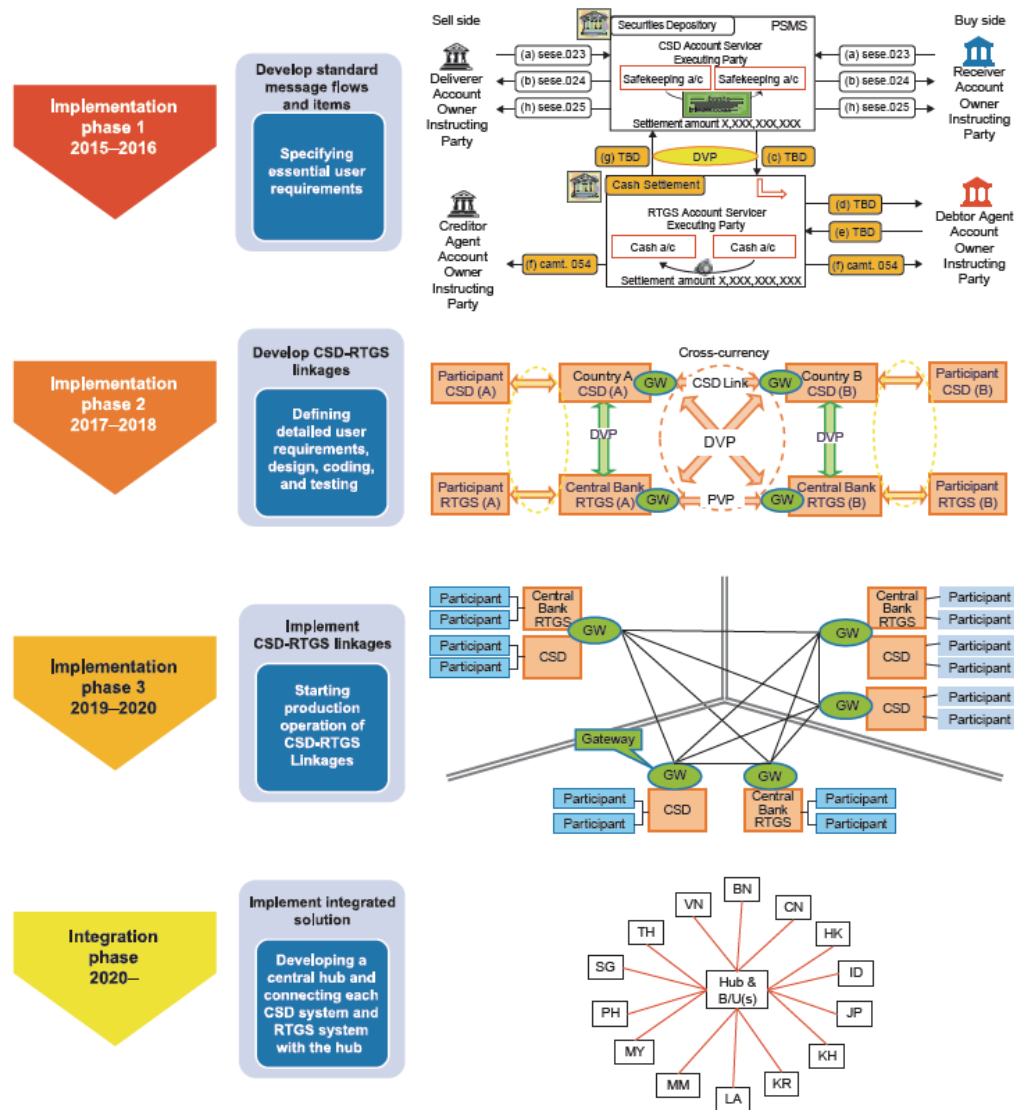 Implementation
phase 1
2015–2016
Develop standard
message flows
and items
Specifying
essential user
requirements
Sell side
Buy side
Securities Depository
PSMS
CSD Account Servicer
Executing Party
Safekeeping a/c
Safekeeping a/c
Settlement amount X,XXX,XXX,XXX
(a) sese.023
(b) sese.024
(h) sese.025
(a) sese.023
(b) sese.024
(h) sese.025
Deliverer
Account
Owner
Instructing
Party
Receiver
Account
Owner
Instructing
Party
(g) TBD
DVP
(c) TBD
Cash Settlement
RTGS Account Servicer
Executing Party
Cash a/c
Cash a/c
Settlement amount X,XXX,XXX,XXX
(d) TBD
(e) TBD
(f) camt. 054
(f) camt. 054
Creditor
Agent
Account
Owner
Instructing
Party
Debtor Agent
Account
Owner
Instructing
Party
Implementation
phase 2
2017–2018
Develop CSD-RTGS
linkages
Defining
detailed user
requirements,
design, coding,
and testing
Cross-currency
Participant
CSD (A)
Country A
CSD (A)
GW
CSD Link
GW
Country B
CSD (B)
Participant
CSD (B)
DVP
DVP
DVP
Participant
RTGS (A)
Central Bank
RTGS (A)
GW
PVP
GW
Central Bank
RTGS (B)
Participant
RTGS (B)
Implementation
phase 3
2019–2020
Implement
CSD-RTGS linkages
Starting
production
operation of
CSD-RTGS
Linkages
Participant
Participant
Participant
Participant
Central
Bank
RTGS
CSD
GW
GW
Central
Bank
RTGS
CSD
Participant
Participant
Participant
Participant
GW
CSD
Participant
Participant
Gateway
GW
CSD
Participant
Participant
GW
Central
Bank
RTGS
Participant
Participant
Integration
phase
2020–
Implement integrated
solution
Developing a
central hub and
connecting each
CSD system and
RTGS system
with the hub
Hub &
B/U(s)
BN
CN
HK
ID
JP
KH
KR
LA
MM
MY
PH
SG
TH
VN